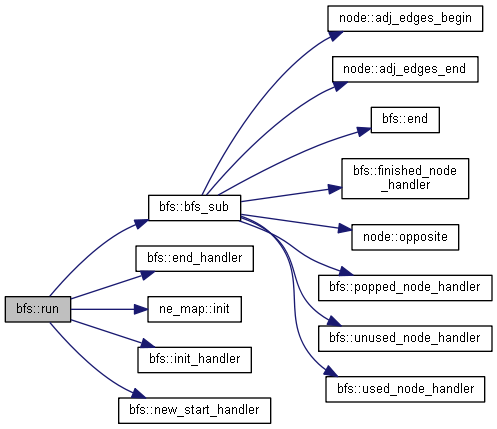 node::adj_edges_begin
node::adj_edges_end
bfs::end
bfs::finished_node
_handler
bfs::bfs_sub
node::opposite
bfs::end_handler
bfs::popped_node_handler
bfs::run
ne_map::init
bfs::unused_node_handler
bfs::init_handler
bfs::used_node_handler
bfs::new_start_handler